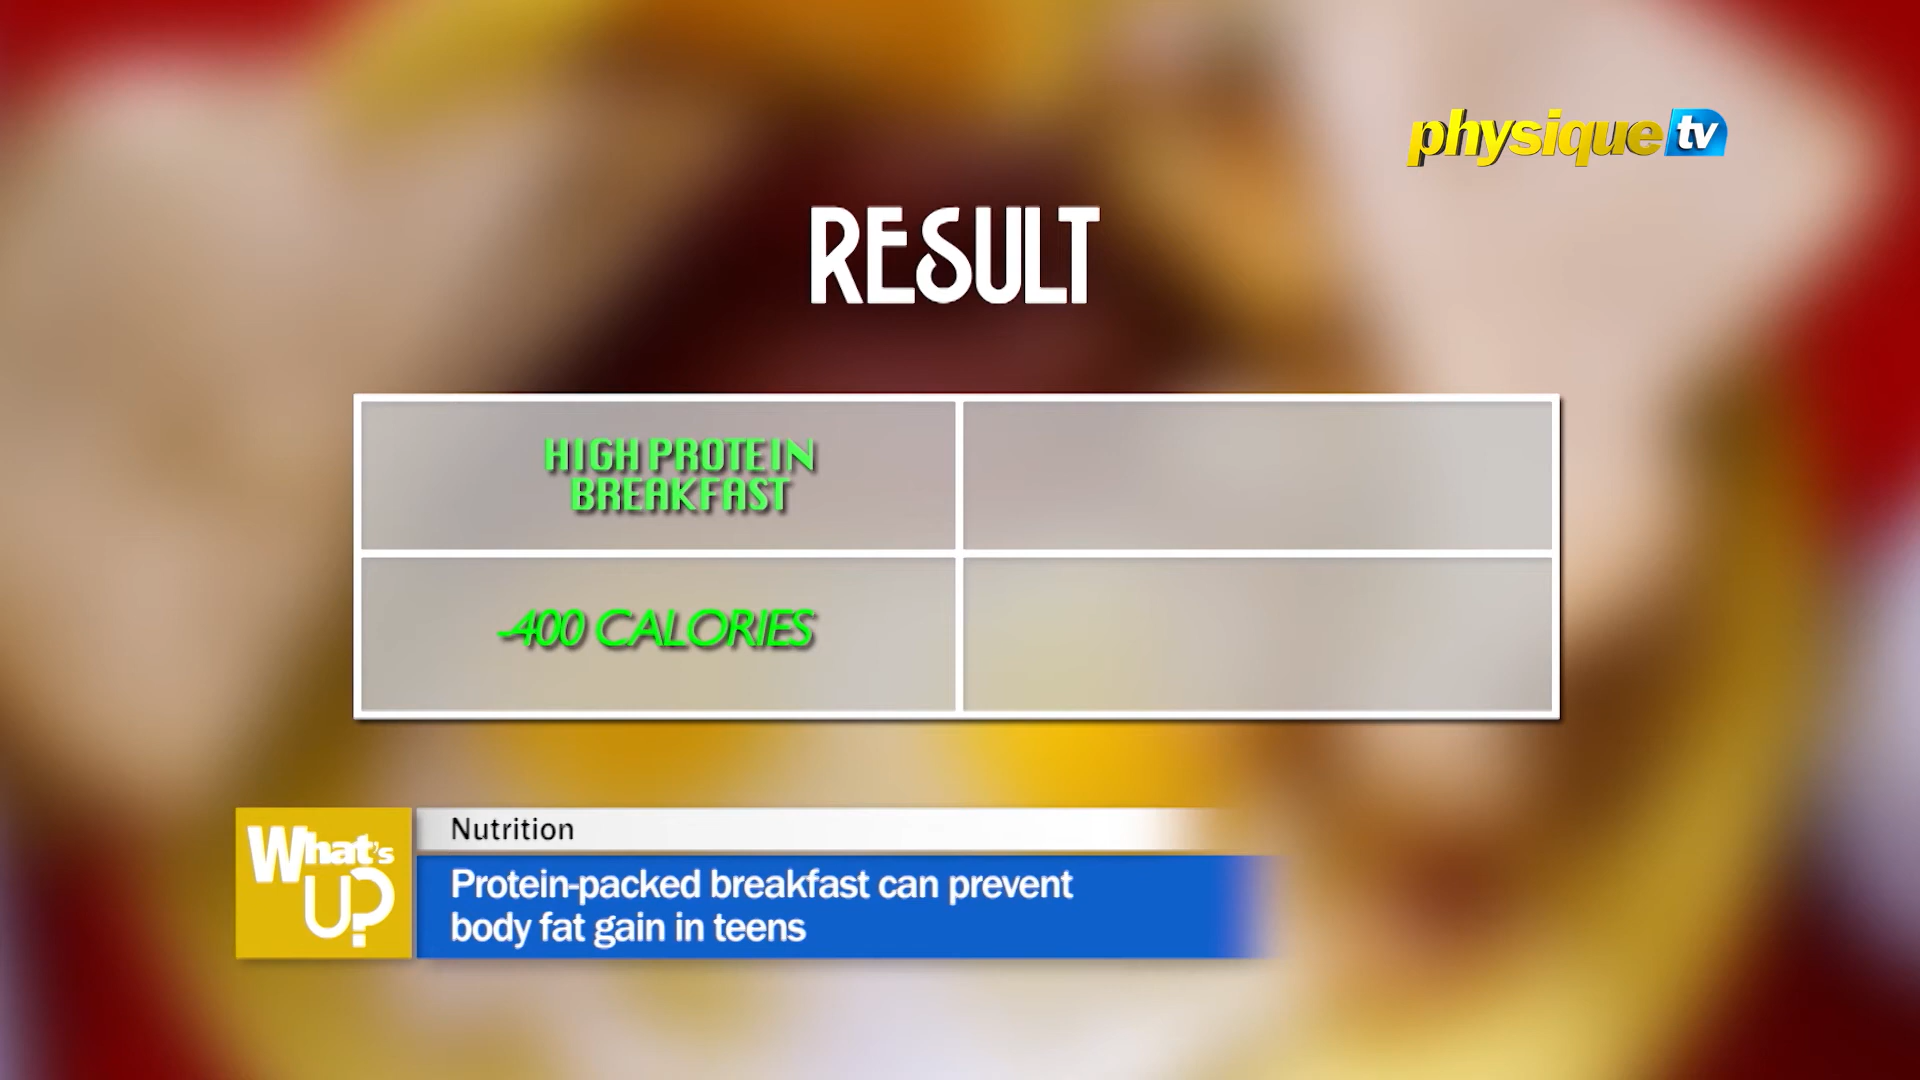 physique tv
RESULT
HIGH PROTEIN
BREAKFAST
-400 CALORIES
What's
UP?
Nutrition
Protein-packed breakfast can prevent
body fat gain in teens